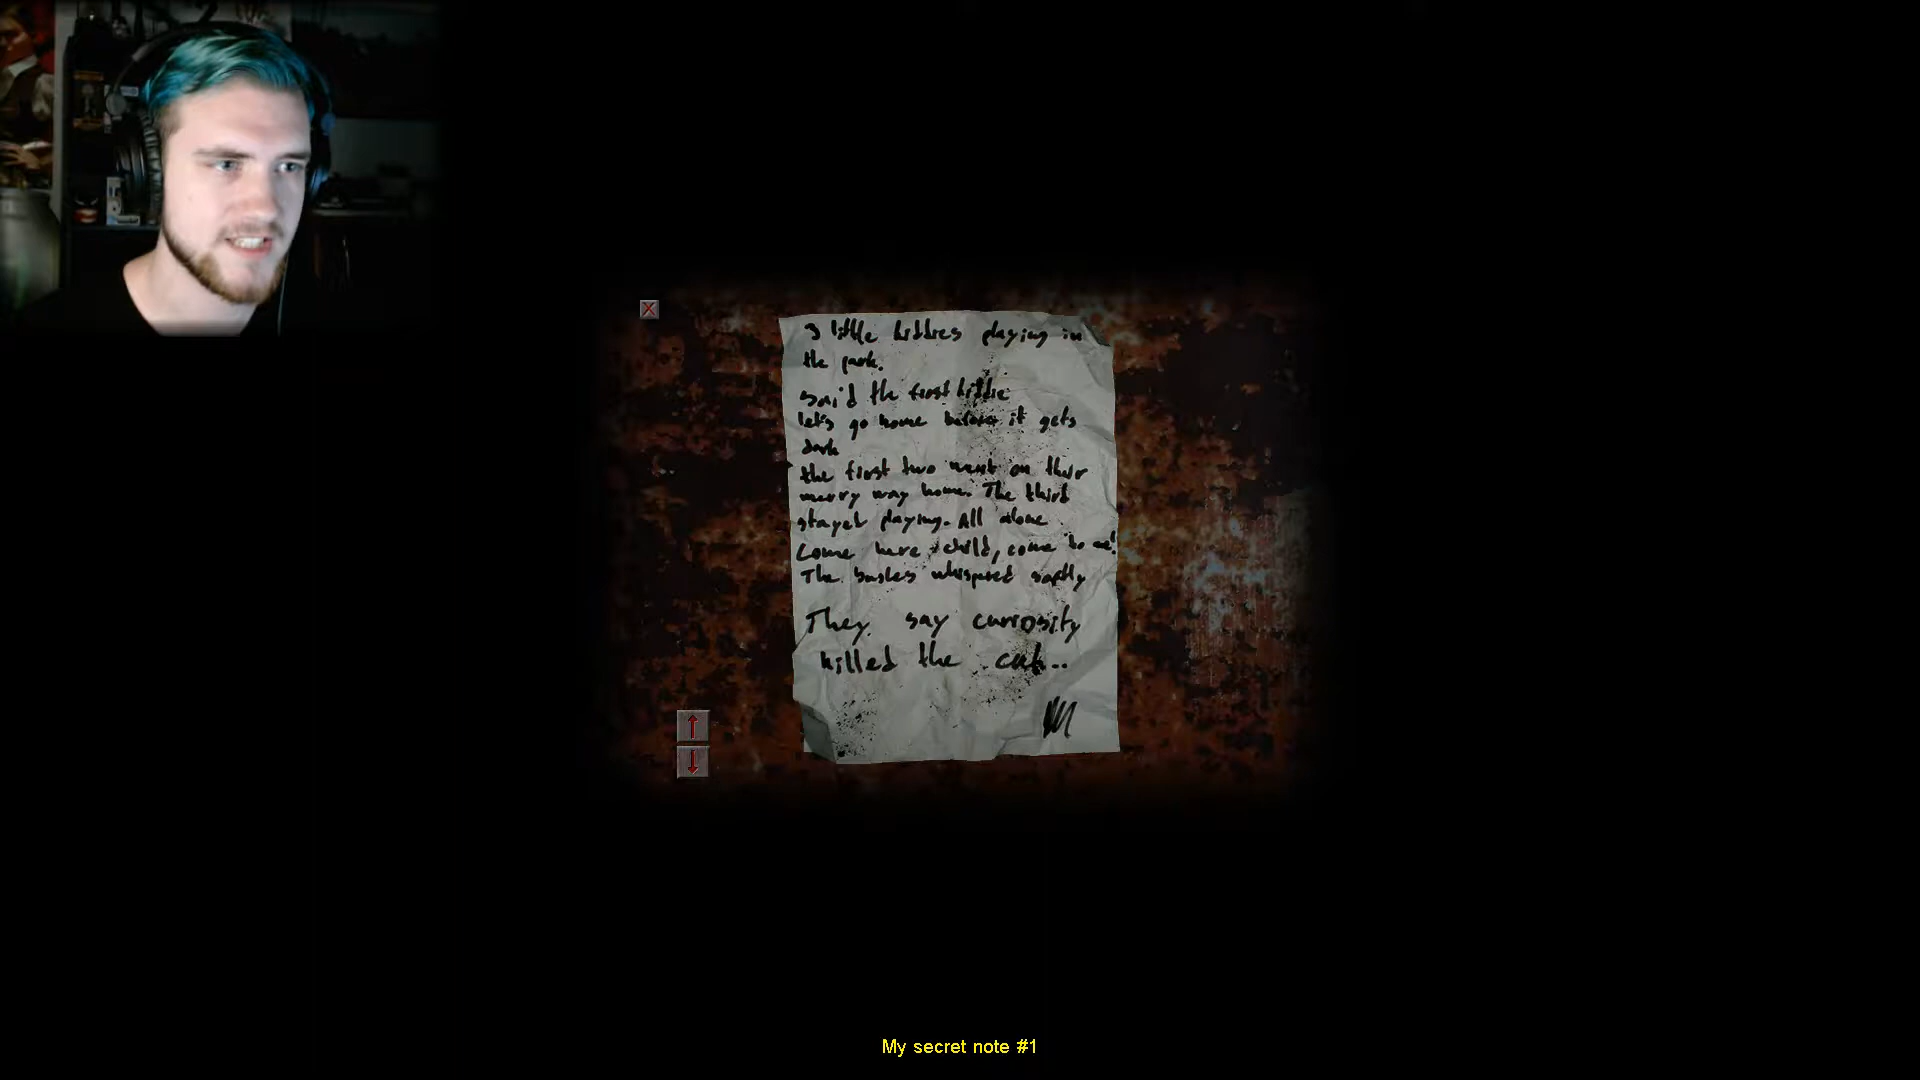 3 little kiddies playing in
the park.
said the first kiddie
let's go home before it gets
dark
the first two went on their
merry way home. The third
stayed playing. All alone
Come here child, come to me!
The bushes whispered softly
They say curiosity
killed the cat..
My secret note #1